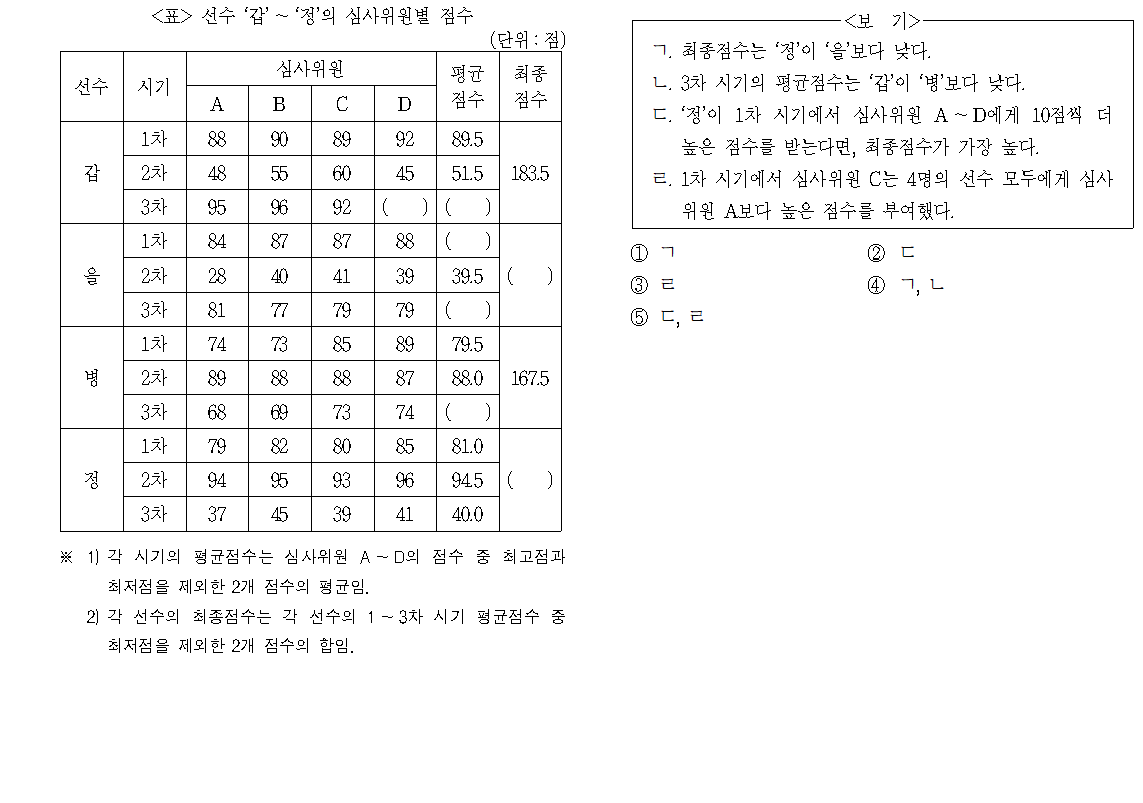 <표> 선수 ‘갑’ ~ ‘정’의 심사위원별 점수
(단위 : 점)
선수 시기 심사위원 평균점수 최종점수
A B C D
갑 1차 88 90 89 92 89.5 183.5
2차 48 55 60 45 51.5
3차 95 96 92 ( ) ( )
을 1차 84 87 87 88 ( ) ( )
2차 28 40 41 39 39.5
3차 81 77 79 79 ( )
병 1차 74 73 85 89 79.5 167.5
2차 89 88 88 87 88.0
3차 68 69 73 74 ( )
정 1차 79 82 80 85 81.0 ( )
2차 94 95 93 96 94.5
3차 37 45 39 41 40.0
※ 1) 각 시기의 평균점수는 심사위원 A ~ D의 점수 중 최고점과
최저점을 제외한 2개 점수의 평균임.
2) 각 선수의 최종점수는 각 선수의 1 ~ 3차 시기 평균점수 중
최저점을 제외한 2개 점수의 합임.
<보 기>
ㄱ. 최종점수는 ‘정’이 ‘을’보다 낮다.
ㄴ. 3차 시기의 평균점수는 ‘갑’이 ‘병’보다 낮다.
ㄷ. ‘정’이 1차 시기에서 심사위원 A ~ D에게 10점씩 더
높은 점수를 받는다면, 최종점수가 가장 높다.
ㄹ. 1차 시기에서 심사위원 C는 4명의 선수 모두에게 심사
위원 A보다 높은 점수를 부여했다.
① ㄱ ② ㄷ
③ ㄹ ④ ㄱ, ㄴ
⑤ ㄷ, ㄹ